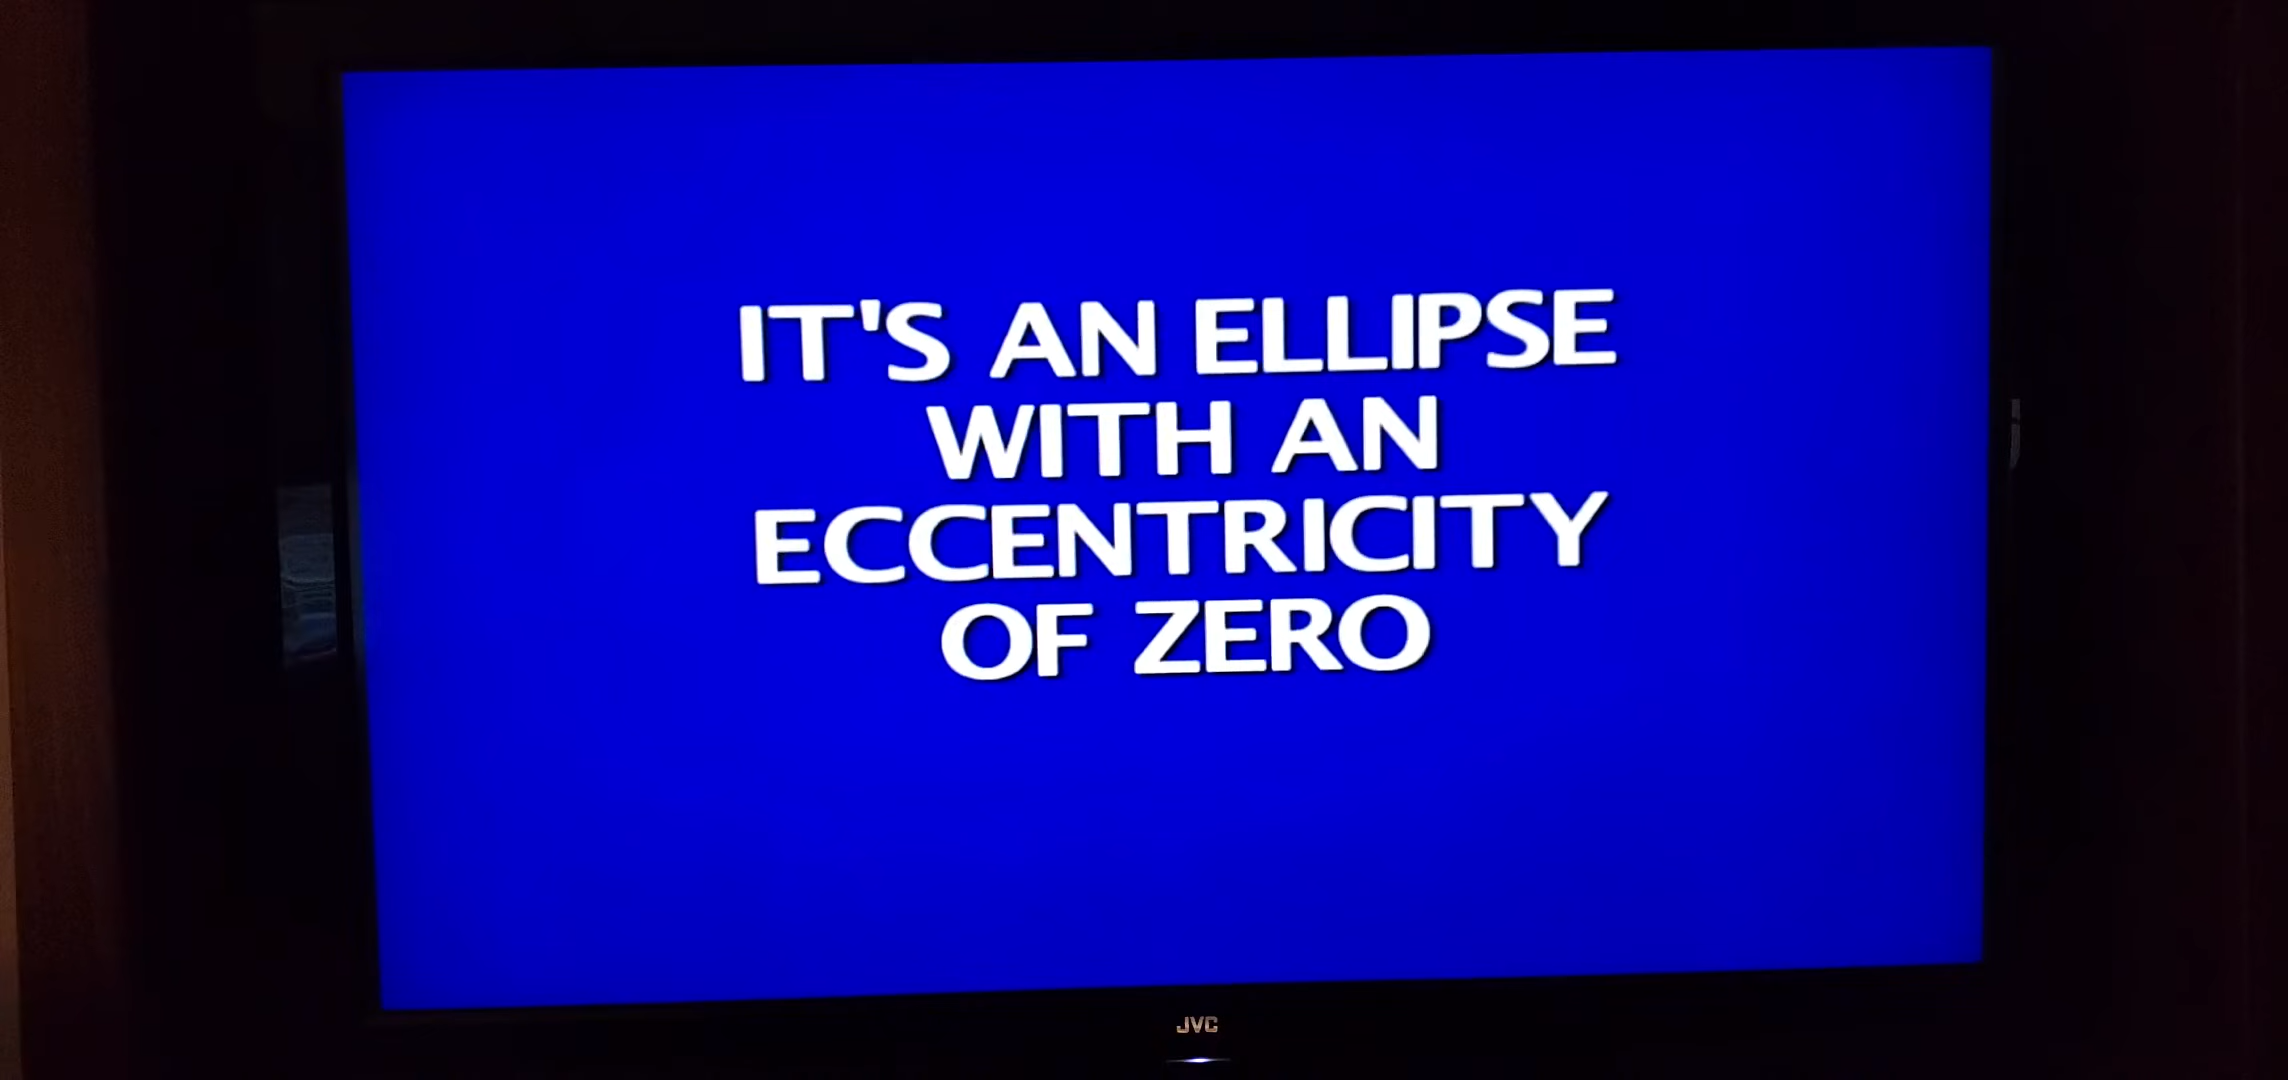 IT'S AN ELLIPSE
WITH AN
ECCENTRICITY
OF ZERO
JVC